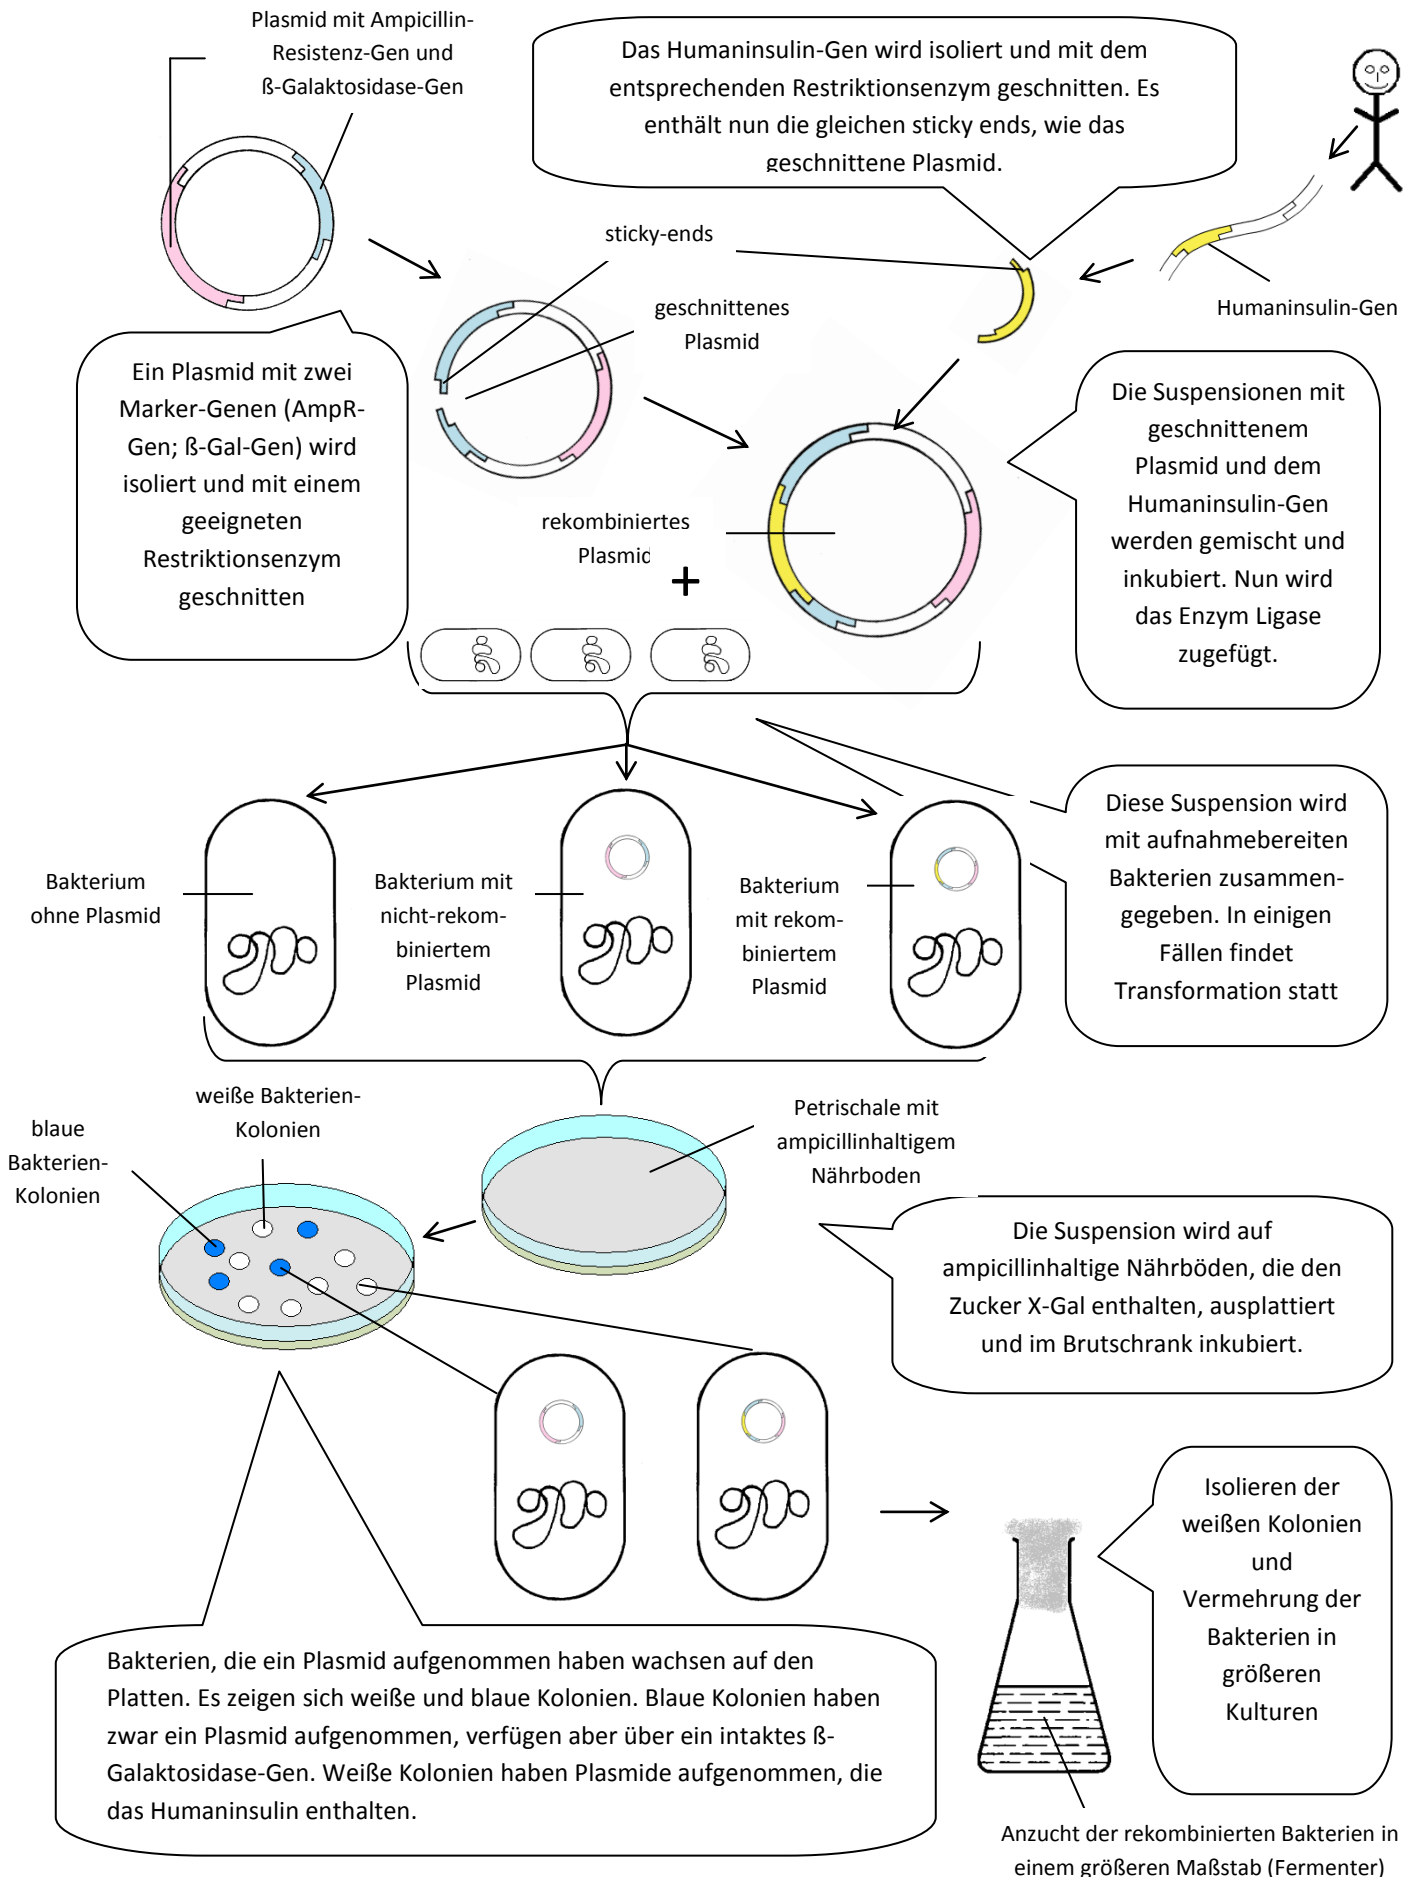 Plasmid mit Ampicillin-
Resistenz-Gen und
ß-Galaktosidase-Gen
Das Humaninsulin-Gen wird isoliert und mit dem
entsprechenden Restriktionsenzym geschnitten. Es
enthält nun die gleichen sticky ends, wie das
geschnittene Plasmid.
sticky-ends
geschnittenes
Plasmid
Humaninsulin-Gen
Ein Plasmid mit zwei
Marker-Genen (AmpR-
Gen; ß-Gal-Gen) wird
isoliert und mit einem
geeigneten
Restriktionsenzym
geschnitten
Die Suspensionen mit
geschnittenem
Plasmid und dem
Humaninsulin-Gen
werden gemischt und
inkubiert. Nun wird
das Enzym Ligase
zugefügt.
rekombiniertes
Plasmid
+
Diese Suspension wird
mit aufnahmebereiten
Bakterien zusammen-
gegeben. In einigen
Fällen findet
Transformation statt
Bakterium
ohne Plasmid
Bakterium mit
nicht-rekom-
biniertem
Plasmid
Bakterium
mit rekom-
biniertem
Plasmid
weiße Bakterien-
Kolonien
blaue
Bakterien-
Kolonien
Petrischale mit
ampicillinhaltigem
Nährboden
Die Suspension wird auf
ampicillinhaltige Nährböden, die den
Zucker X-Gal enthalten, ausplattiert
und im Brutschrank inkubiert.
Isolieren der
weißen Kolonien
und
Vermehrung der
Bakterien in
größeren
Kulturen
Bakterien, die ein Plasmid aufgenommen haben wachsen auf den
Platten. Es zeigen sich weiße und blaue Kolonien. Blaue Kolonien haben
zwar ein Plasmid aufgenommen, verfügen aber über ein intaktes ß-
Galaktosidase-Gen. Weiße Kolonien haben Plasmide aufgenommen, die
das Humaninsulin enthalten.
Anzucht der rekombinierten Bakterien in
einem größeren Maßstab (Fermenter)